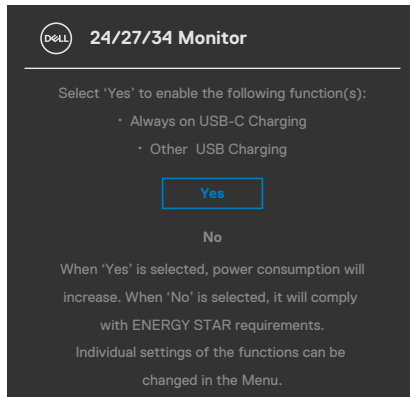 DELL
24/27/34 Monitor
Select ‘Yes’ to enable the following function(s):
· Always on USB-C Charging
· Other USB Charging
Yes
No
When ‘Yes’ is selected, power consumption will
increase. When ‘No’ is selected, it will comply
with ENERGY STAR requirements.
Individual settings of the functions can be
changed in the Menu.